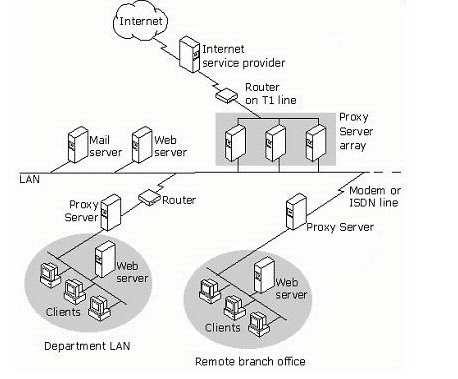 Internet
Internet
service provider
Router
on T1 line
Proxy
Server
array
Mail
server
Web
server
LAN
Modem or
ISDN line
Proxy
Server
Router
Proxy Server
Web
server
Clients
Web
server
Clients
Department LAN
Remote branch office